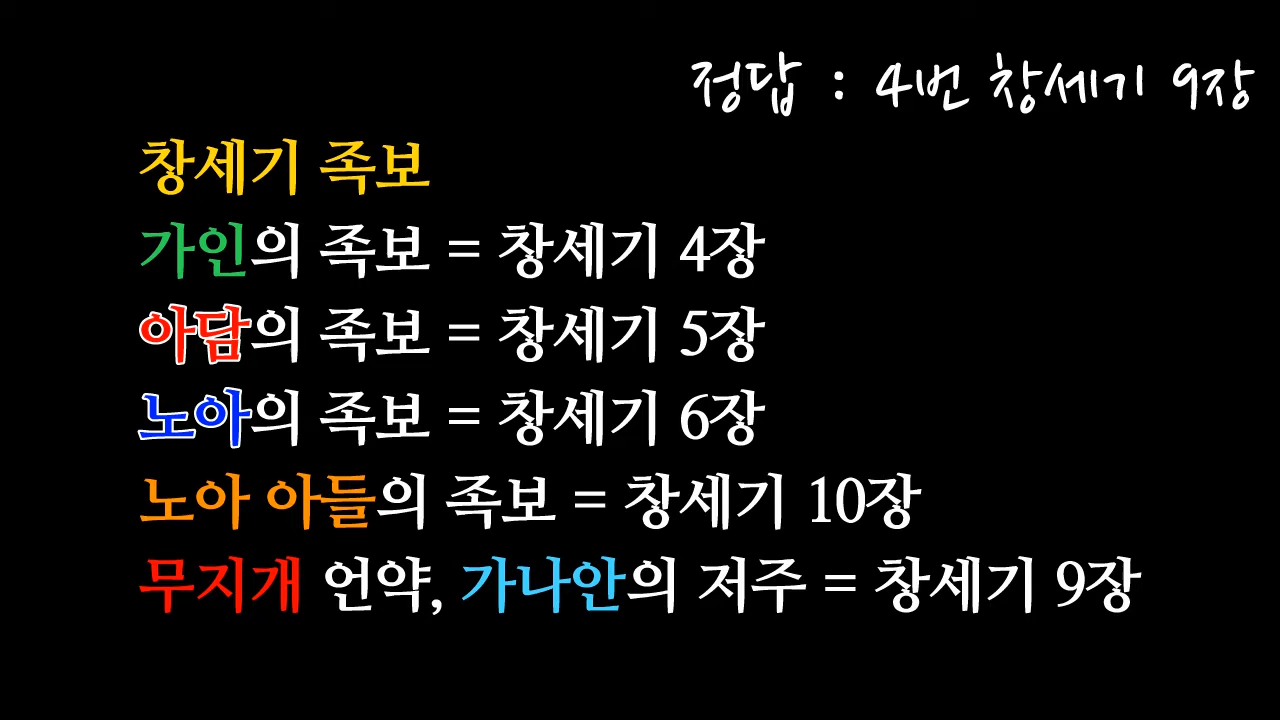 정답 : 4번 창세기 9장
창세기 족보
가인의 족보 = 창세기 4장
아담의 족보 = 창세기 5장
노아의 족보 = 창세기 6장
노아 아들의 족보 = 창세기 10장
무지개 언약, 가나안의 저주 = 창세기 9장